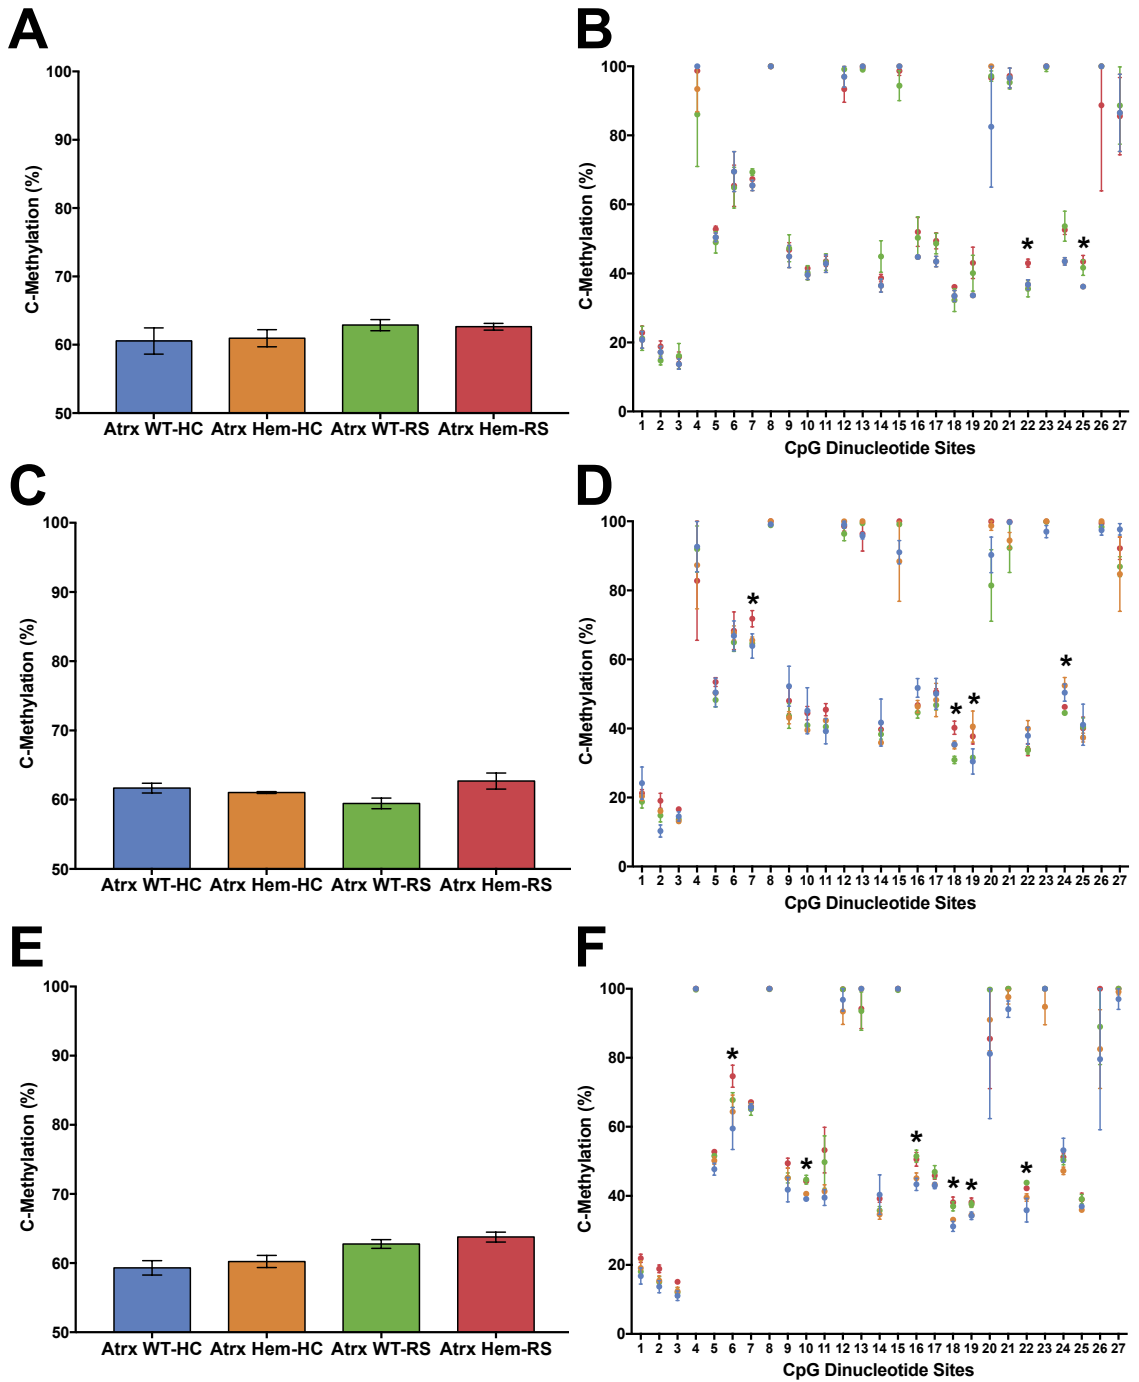 A
C-Methylation (%)
100
90
80
70
60
50
Atrx WT-HC Atrx Hem-HC Atrx WT-RS Atrx Hem-RS
B
C-Methylation (%)
100
80
60
40
20
0
* *
1 2 3 4 5 6 7 8 9 10 11 12 13 14 15 16 17 18 19 20 21 22 23 24 25 26 27
CpG Dinucleotide Sites
C
C-Methylation (%)
100
90
80
70
60
50
Atrx WT-HC Atrx Hem-HC Atrx WT-RS Atrx Hem-RS
D
C-Methylation (%)
100
80
60
40
20
0
* * * *
1 2 3 4 5 6 7 8 9 10 11 12 13 14 15 16 17 18 19 20 21 22 23 24 25 26 27
CpG Dinucleotide Sites
E
C-Methylation (%)
100
90
80
70
60
50
Atrx WT-HC Atrx Hem-HC Atrx WT-RS Atrx Hem-RS
F
C-Methylation (%)
100
80
60
40
20
0
* * * * * *
1 2 3 4 5 6 7 8 9 10 11 12 13 14 15 16 17 18 19 20 21 22 23 24 25 26 27
CpG Dinucleotide Sites